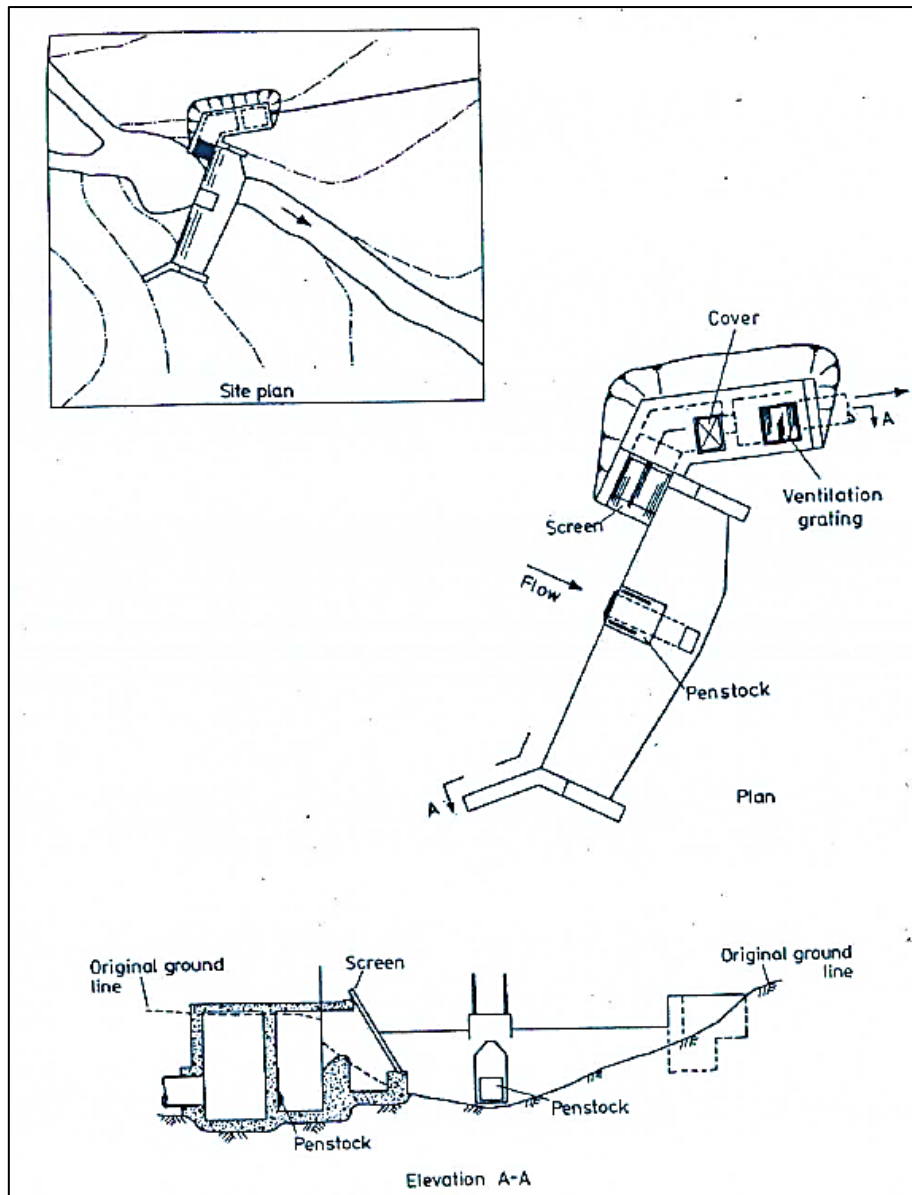 Site plan
Cover
A
Ventilation
grating
Screen
Flow
Penstock
A
Plan
Original ground
line
Screen
Original ground
line
Penstock
Penstock
Elevation A-A